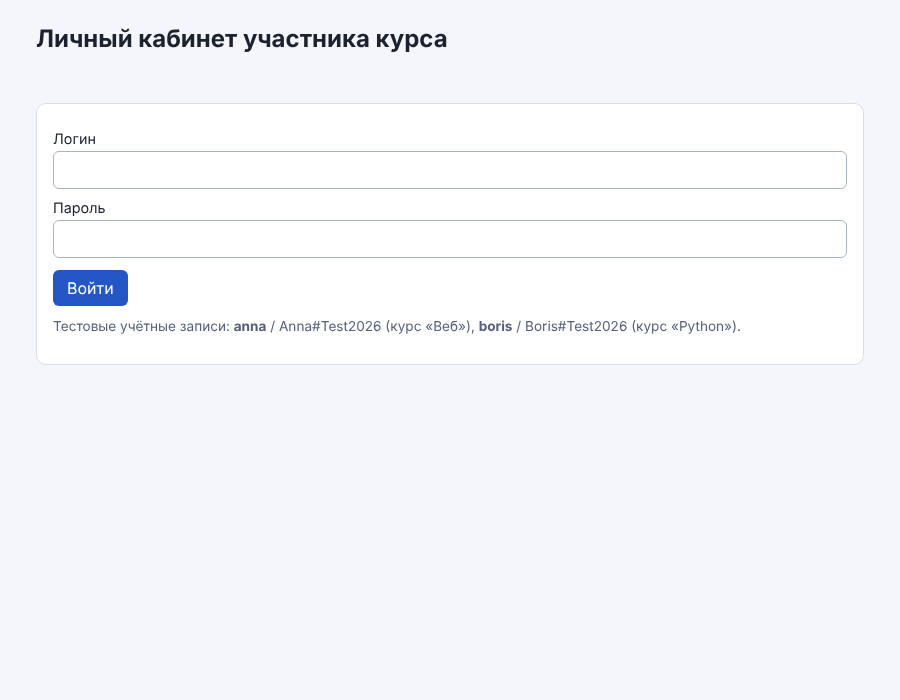 Личный кабинет участника курса
Логин
Пароль
Войти
Тестовые учётные записи: anna / Anna#Test2026 (курс «Веб»), boris / Boris#Test2026 (курс «Python»).